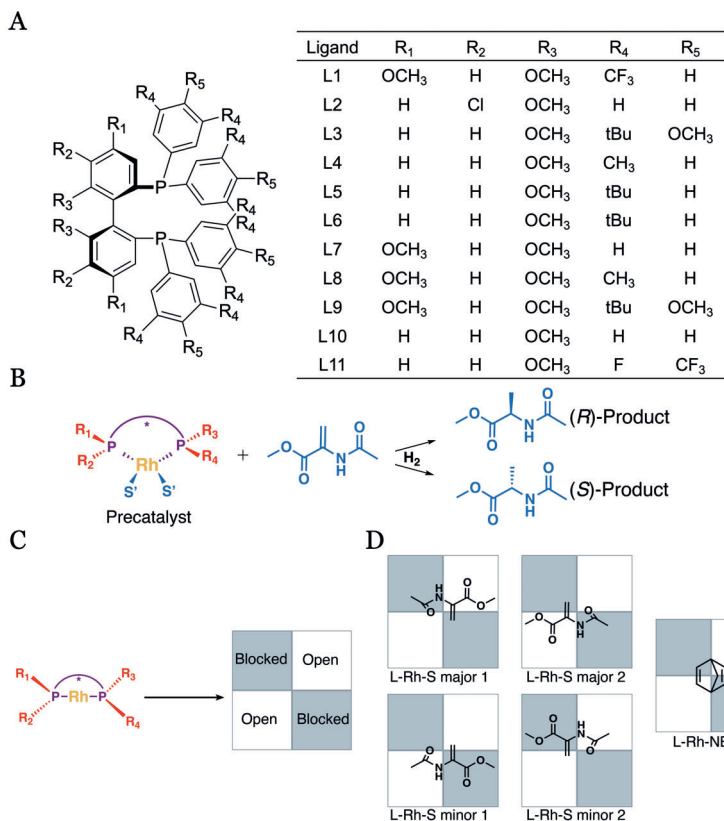 A
Ligand R₁ R₂ R₃ R₄ R₅
L1 OCH₃ H OCH₃ CF₃ H
L2 H Cl OCH₃ H H
L3 H H OCH₃ tBu OCH₃
L4 H H OCH₃ CH₃ H
L5 H H OCH₃ tBu H
L6 H H OCH₃ tBu H
L7 OCH₃ H OCH₃ H H
L8 OCH₃ H OCH₃ CH₃ H
L9 OCH₃ H OCH₃ tBu OCH₃
L10 H H OCH₃ H H
L11 H H OCH₃ F CF₃
R₄ R₅
R₁ R₄
R₂ R₄
P R₅
R₃ R₄
R₃ R₄
R₂ P R₅
R₁ R₄
R₄
R₄ R₅
B
R₁ * R₃
P P
R₂ Rh R₄
S' S'
Precatalyst
+
O O N H O
H₂
O O N H O (R)-Product
O O N H O (S)-Product
C
R₁ * R₃
P Rh P
R₂ R₄
Blocked Open
Open Blocked
D
O H N O O
L-Rh-S major 1
O O N H O
L-Rh-S major 2
O N H O O
L-Rh-S minor 1
O O H N O
L-Rh-S minor 2
L-Rh-NB